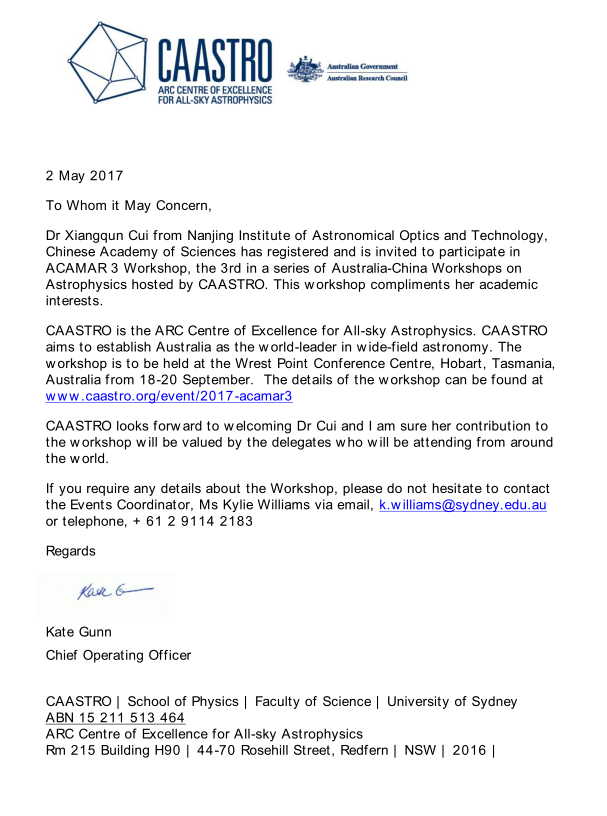 CAASTRO
ARC CENTRE OF EXCELLENCE
FOR ALL-SKY ASTROPHYSICS
Australian Government
Australian Research Council
2 May 2017
To Whom it May Concern,
Dr Xiangqun Cui from Nanjing Institute of Astronomical Optics and Technology,
Chinese Academy of Sciences has registered and is invited to participate in
ACAMAR 3 Workshop, the 3rd in a series of Australia-China Workshops on
Astrophysics hosted by CAASTRO. This workshop compliments her academic
interests.
CAASTRO is the ARC Centre of Excellence for All-sky Astrophysics. CAASTRO
aims to establish Australia as the world-leader in wide-field astronomy. The
workshop is to be held at the Wrest Point Conference Centre, Hobart, Tasmania,
Australia from 18-20 September. The details of the workshop can be found at
www.caastro.org/event/2017-acamar3
CAASTRO looks forward to welcoming Dr Cui and I am sure her contribution to
the workshop will be valued by the delegates who will be attending from around
the world.
If you require any details about the Workshop, please do not hesitate to contact
the Events Coordinator, Ms Kylie Williams via email, k.williams@sydney.edu.au
or telephone, + 61 2 9114 2183
Regards
Kate G
Kate Gunn
Chief Operating Officer
CAASTRO | School of Physics | Faculty of Science | University of Sydney
ABN 15 211 513 464
ARC Centre of Excellence for All-sky Astrophysics
Rm 215 Building H90 | 44-70 Rosehill Street, Redfern | NSW | 2016 |